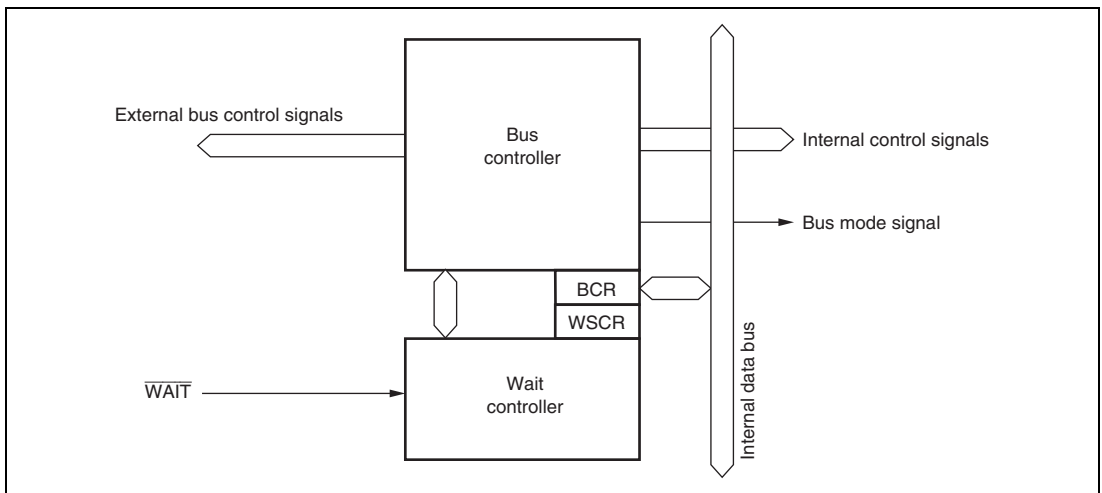 External bus control signals
Bus
controller
Internal control signals
Bus mode signal
BCR
WSCR
WAIT
Wait
controller
Internal data bus